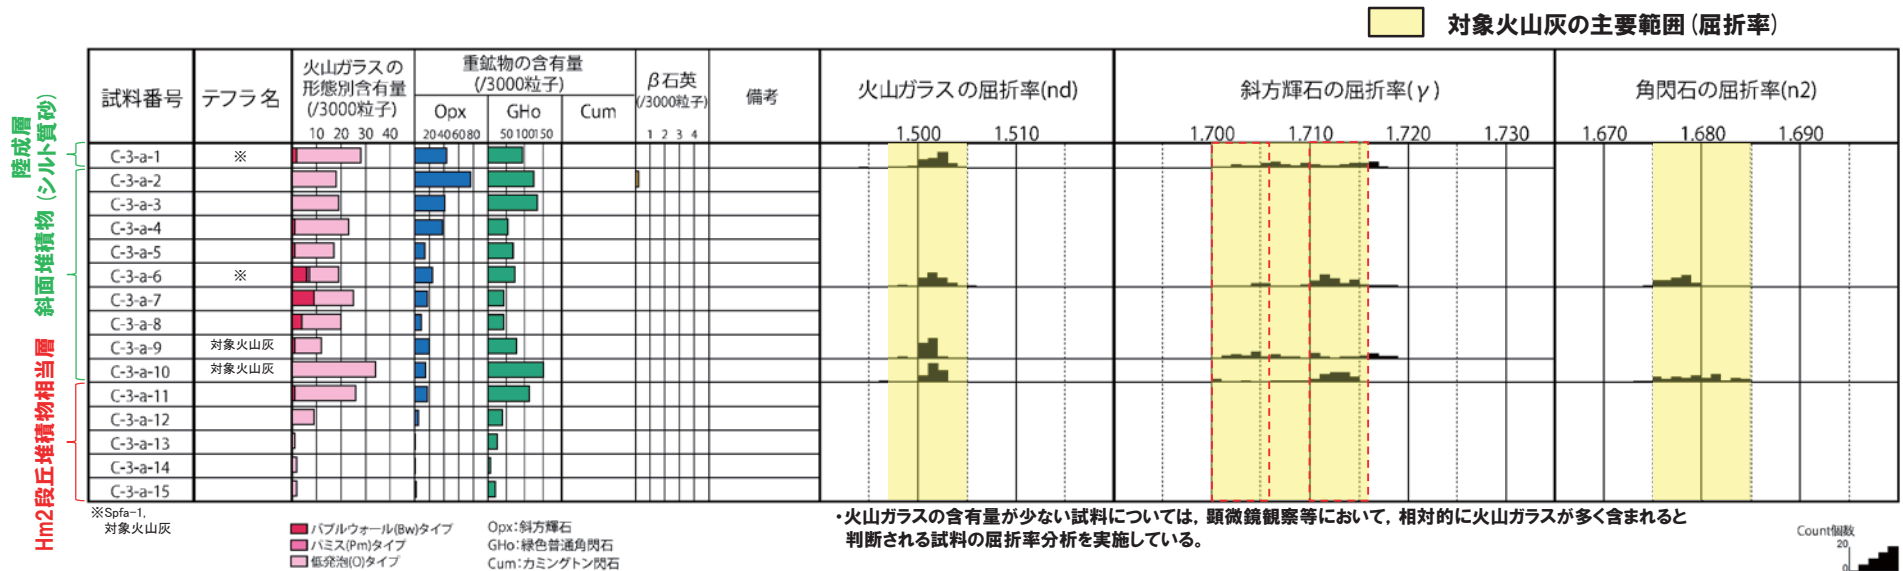 対象火山灰の主要範囲(屈折率)
試料番号
テフラ名
火山ガラスの
形態別含有量
(/3000粒子)
10 20 30 40
重鉱物の含有量
(/3000粒子)
Opx
GHo
Cum
20 40 60 80
50 100 150
β石英
(/3000粒子)
1 2 3 4
備考
火山ガラスの屈折率(nd)
1,500 1,510
斜方輝石の屈折率(γ)
1,700 1,710 1,720 1,730
角閃石の屈折率(n2)
1,670 1,680 1,690
陸成層
(シルト質砂)
斜面堆積物
Hm2段丘堆積物相当層
C-3-a-1 ※
C-3-a-2
C-3-a-3
C-3-a-4
C-3-a-5
C-3-a-6 ※
C-3-a-7
C-3-a-8
C-3-a-9 対象火山灰
C-3-a-10 対象火山灰
C-3-a-11
C-3-a-12
C-3-a-13
C-3-a-14
C-3-a-15
※Spfa-1,
対象火山灰
バブルウォール(Bw)タイプ
パミス(Pm)タイプ
低発泡(O)タイプ
Opx:斜方輝石
GHo:緑色普通角閃石
Cum:カミングトン閃石
・火山ガラスの含有量が少ない試料については,顕微鏡観察等において,相対的に火山ガラスが多く含まれると
判断される試料の屈折率分析を実施している。
Count個数
20
0